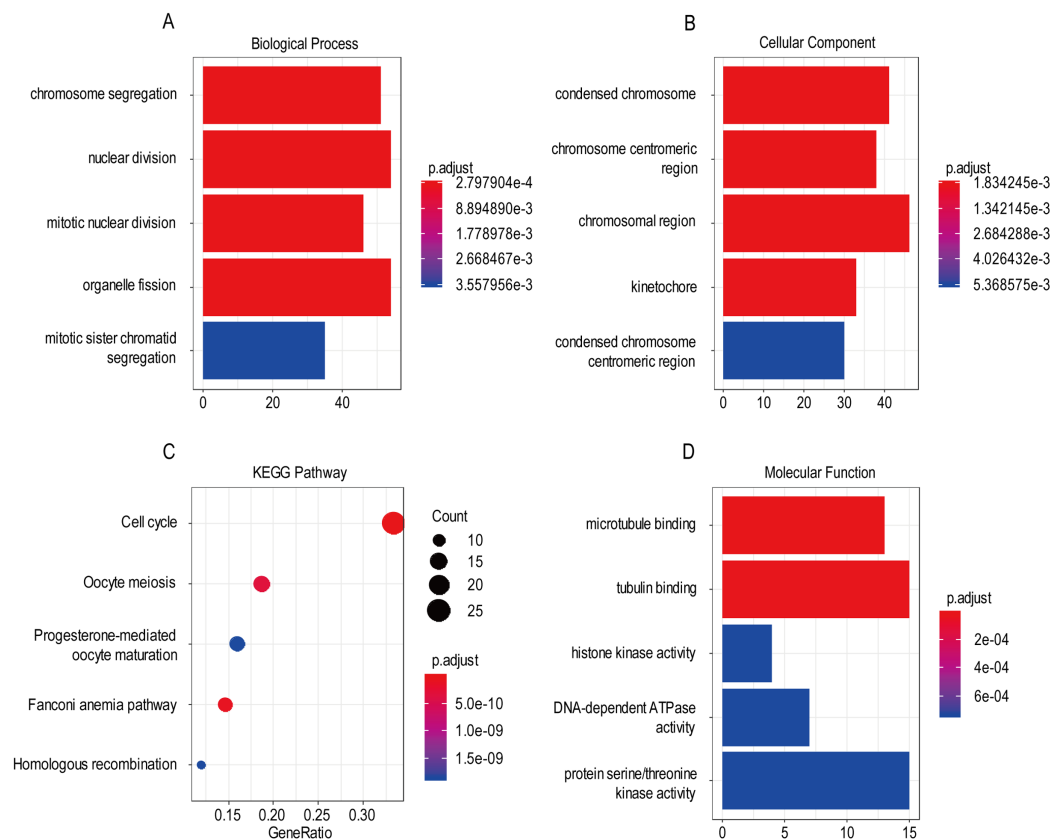 A
Biological Process
chromosome segregation
nuclear division
mitotic nuclear division
organelle fission
mitotic sister chromatid
segregation
0 20 40
p.adjust
2.797904e-4
8.894890e-3
1.778978e-3
2.668467e-3
3.557956e-3
B
Cellular Component
condensed chromosome
chromosome centromeric
region
chromosomal region
kinetochore
condensed chromosome
centromeric region
0 10 20 30 40
p.adjust
1.834245e-3
1.342145e-3
2.684288e-3
4.026432e-3
5.368575e-3
C
KEGG Pathway
Cell cycle
Oocyte meiosis
Progesterone-mediated
oocyte maturation
Fanconi anemia pathway
Homologous recombination
0.15 0.20 0.25 0.30
GeneRatio
Count
10
15
20
25
p.adjust
5.0e-10
1.0e-09
1.5e-09
D
Molecular Function
microtubule binding
tubulin binding
histone kinase activity
DNA-dependent ATPase
activity
protein serine/threonine
kinase activity
0 5 10 15
p.adjust
2e-04
4e-04
6e-04